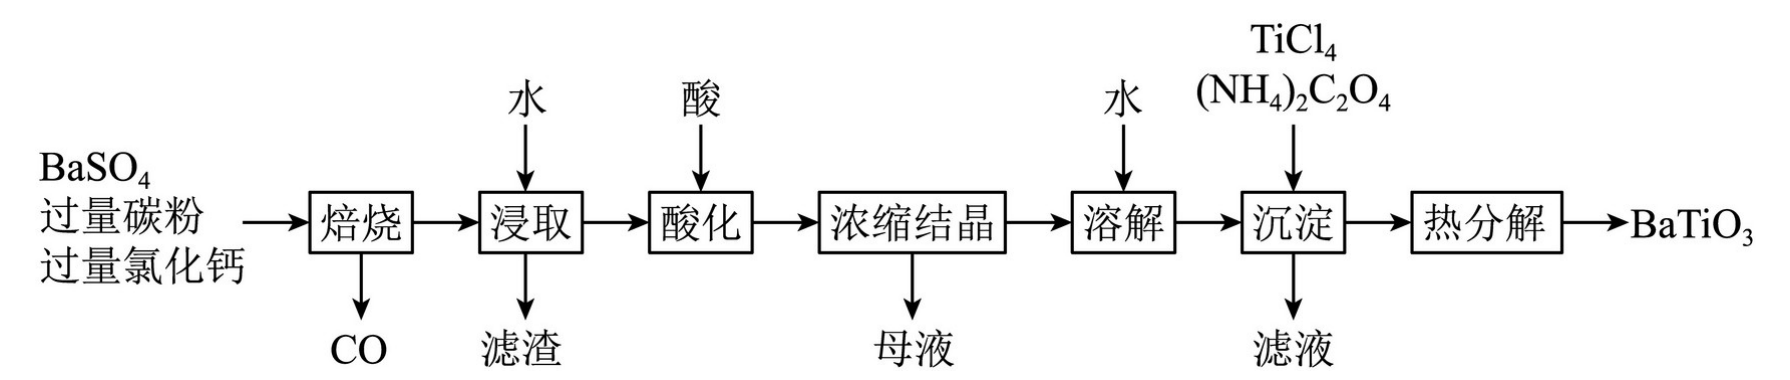 TiCl₄
(NH₄)₂C₂O₄
水
酸
水
BaSO₄
过量碳粉
过量氯化钙
焙烧
浸取
酸化
浓缩结晶
溶解
沉淀
热分解
BaTiO₃
CO
滤渣
母液
滤液